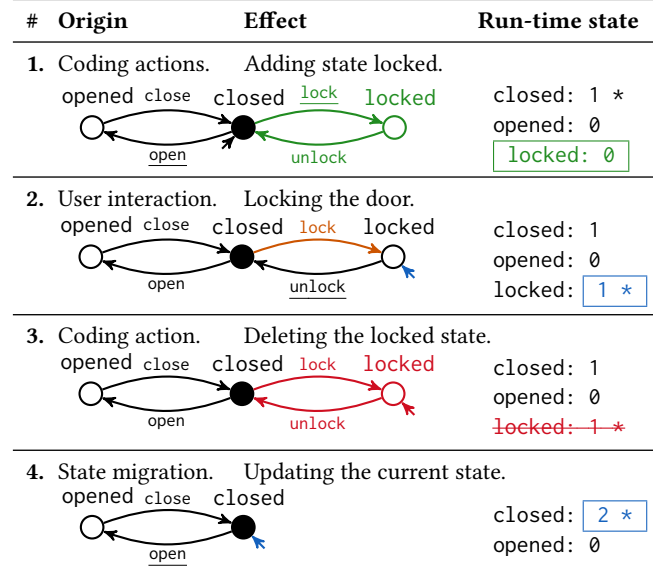 # Origin Effect Run-time state
1. Coding actions. Adding state locked.
opened close closed lock locked
open unlock
closed: 1 *
opened: 0
locked: 0
2. User interaction. Locking the door.
opened close closed lock locked
open unlock
closed: 1
opened: 0
locked: 1 *
3. Coding action. Deleting the locked state.
opened close closed lock locked
open unlock
closed: 1
opened: 0
locked: 1 *
4. State migration. Updating the current state.
opened close closed
open
closed: 2 *
opened: 0